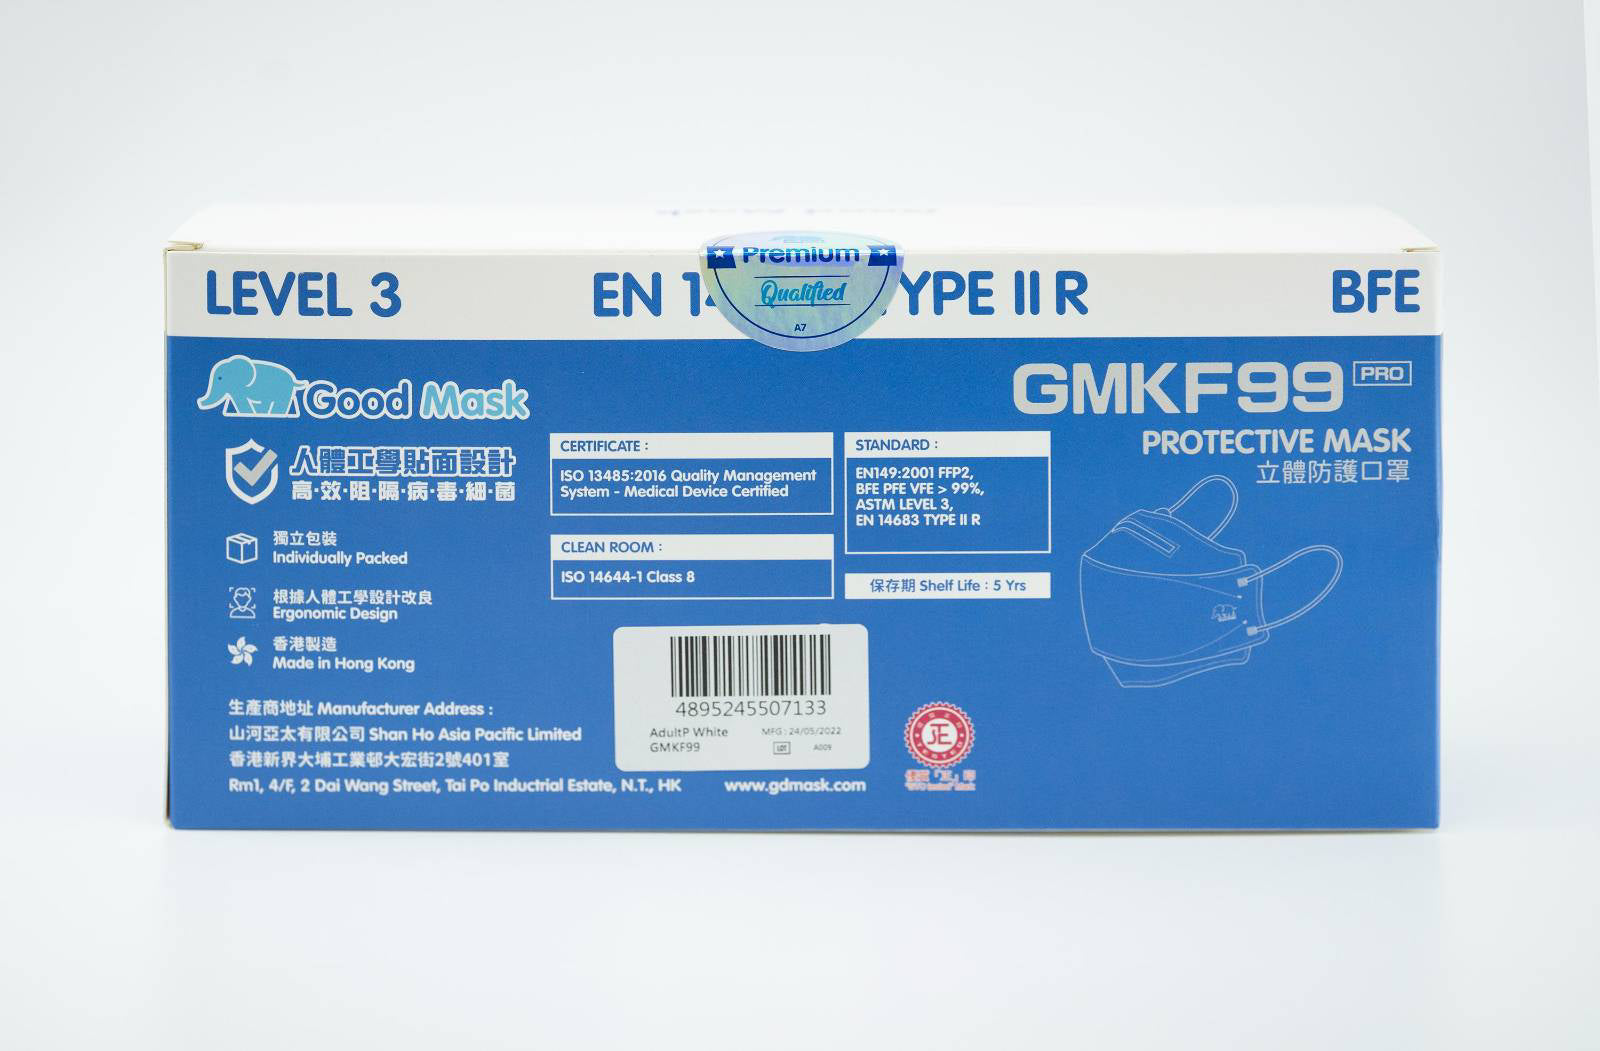 Premium
Qualified
A7
LEVEL 3
EN 14 TYPE II R
BFE
Good Mask
人體工學貼面設計
高·效·阻·隔·病·毒·細·菌
獨立包裝
Individually Packed
根據人體工學設計改良
Ergonomic Design
香港製造
Made in Hong Kong
CERTIFICATE :
ISO 13485:2016 Quality Management
System - Medical Device Certified
CLEAN ROOM :
ISO 14644-1 Class 8
STANDARD :
EN149:2001 FFP2,
BFE PFE VFE > 99%,
ASTM LEVEL 3,
EN 14683 TYPE II R
保存期 Shelf Life : 5 Yrs
GMKF99 PRO
PROTECTIVE MASK
立體防護口罩
生產商地址 Manufacturer Address :
山河亞太有限公司 Shan Ho Asia Pacific Limited
香港新界大埔工業邨大宏街2號401室
Rm1, 4/F, 2 Dai Wang Street, Tai Po Inductrial Estate, N.T., HK
www.gdmask.com
4895245507133
AdultP White
MFG: 24/05/2022
GMKF99
LOT
A009
TESTED